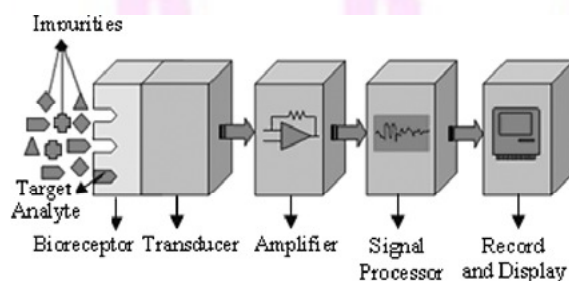 Impurities
Target
Analyte
Bioreceptor Transducer Amplifier Signal Record
Processor and Display